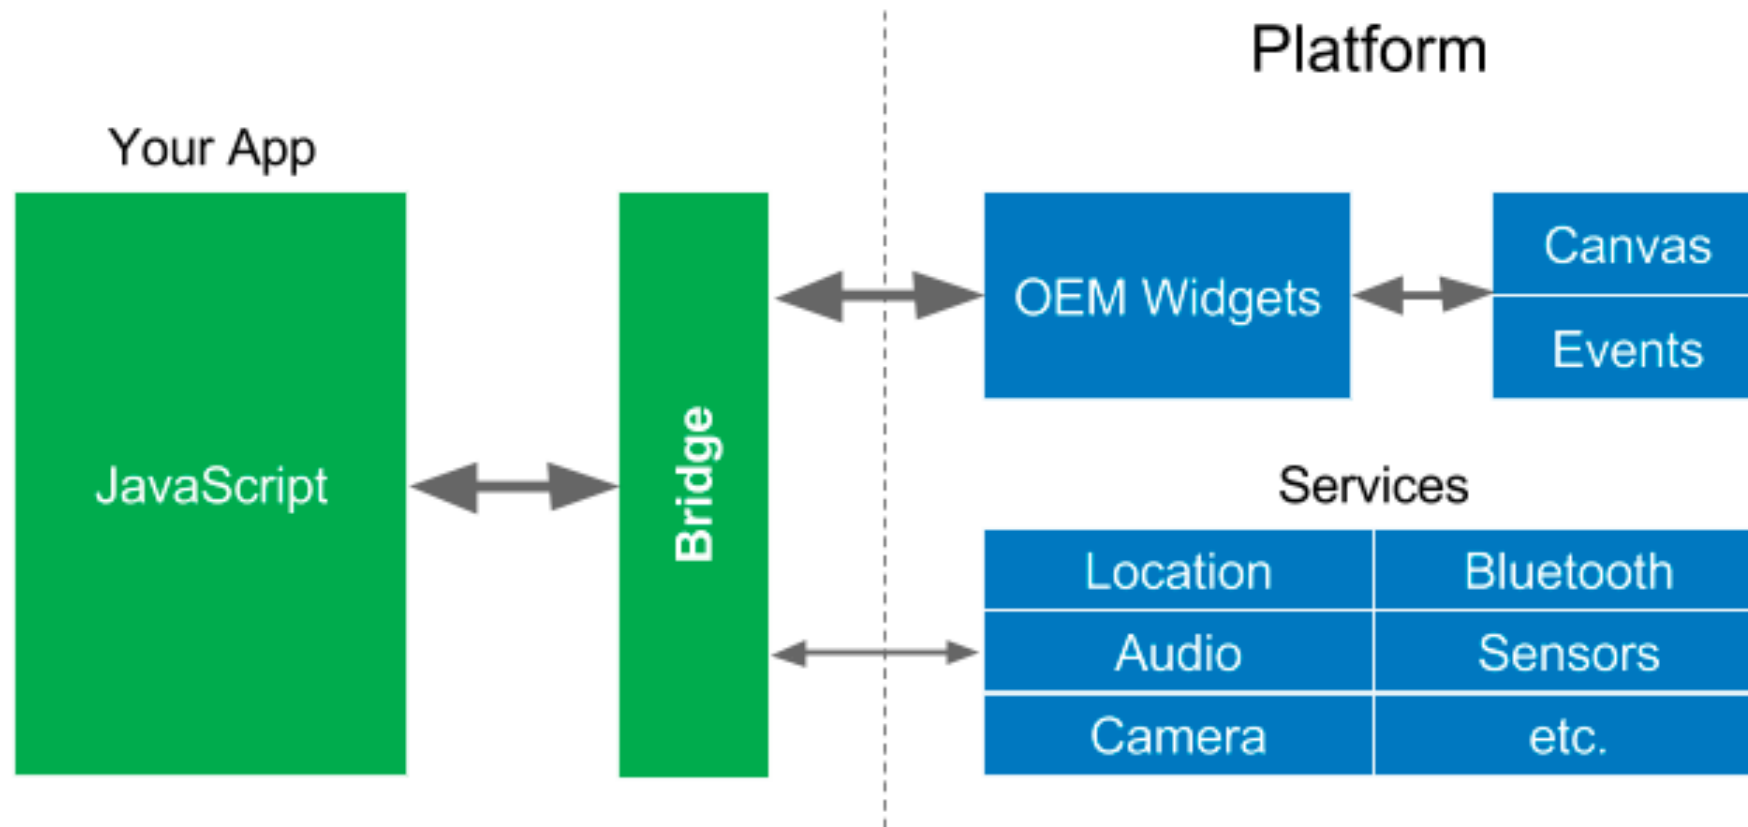 Platform
Your App
JavaScript
Bridge
OEM Widgets
Canvas
Events
Services
Location
Bluetooth
Audio
Sensors
Camera
etc.